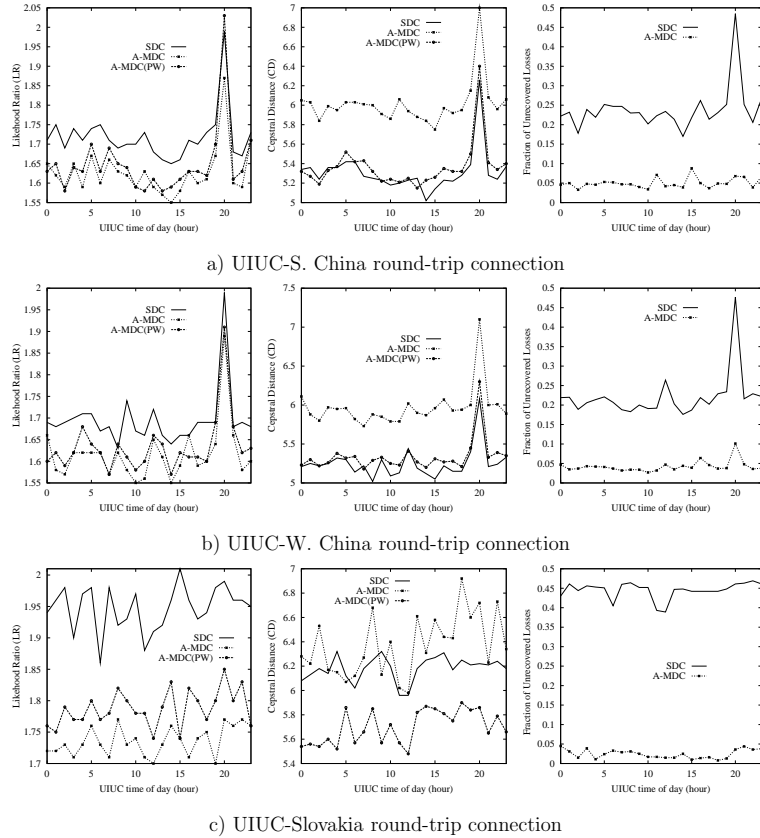 2.05
2
1.95
1.9
1.85
1.8
1.75
1.7
1.65
1.6
1.55
Likehood Ratio (LR)
SDC
A-MDC
A-MDC(PW)
0 5 10 15 20
UIUC time of day (hour)
7
6.5
6
5.5
5
Cepstral Distance (CD)
SDC
A-MDC
A-MDC(PW)
0 5 10 15 20
UIUC time of day (hour)
0.5
0.45
0.4
0.35
0.3
0.25
0.2
0.15
0.1
0.05
0
Fraction of Unrecovered Losses
SDC
A-MDC
0 5 10 15 20
UIUC time of day (hour)
a) UIUC-S. China round-trip connection
2
1.95
1.9
1.85
1.8
1.75
1.7
1.65
1.6
1.55
Likehood Ratio (LR)
SDC
A-MDC
A-MDC(PW)
0 5 10 15 20
UIUC time of day (hour)
7.5
7
6.5
6
5.5
5
Cepstral Distance (CD)
SDC
A-MDC
A-MDC(PW)
0 5 10 15 20
UIUC time of day (hour)
0.5
0.45
0.4
0.35
0.3
0.25
0.2
0.15
0.1
0.05
0
Fraction of Unrecovered Losses
SDC
A-MDC
0 5 10 15 20
UIUC time of day (hour)
b) UIUC-W. China round-trip connection
2
1.95
1.9
1.85
1.8
1.75
1.7
Likehood Ratio (LR)
SDC
A-MDC
A-MDC(PW)
0 5 10 15 20
UIUC time of day (hour)
7
6.8
6.6
6.4
6.2
6
5.8
5.6
5.4
Cepstral Distance (CD)
SDC
A-MDC
A-MDC(PW)
0 5 10 15 20
UIUC time of day (hour)
0.5
0.45
0.4
0.35
0.3
0.25
0.2
0.15
0.1
0.05
0
Fraction of Unrecovered Losses
SDC
A-MDC
0 5 10 15 20
UIUC time of day (hour)
c) UIUC-Slovakia round-trip connection